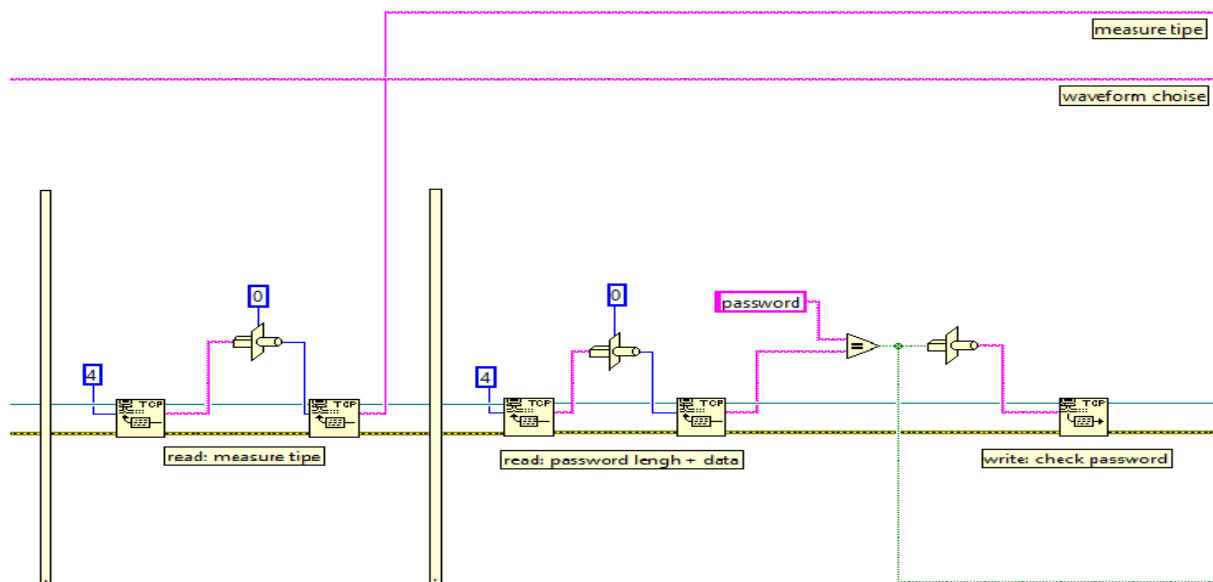 measure tipe
waveform choise
0
0
password
=
4
4
TCP
TCP
TCP
TCP
TCP
read: measure tipe
read: password lengh + data
write: check password